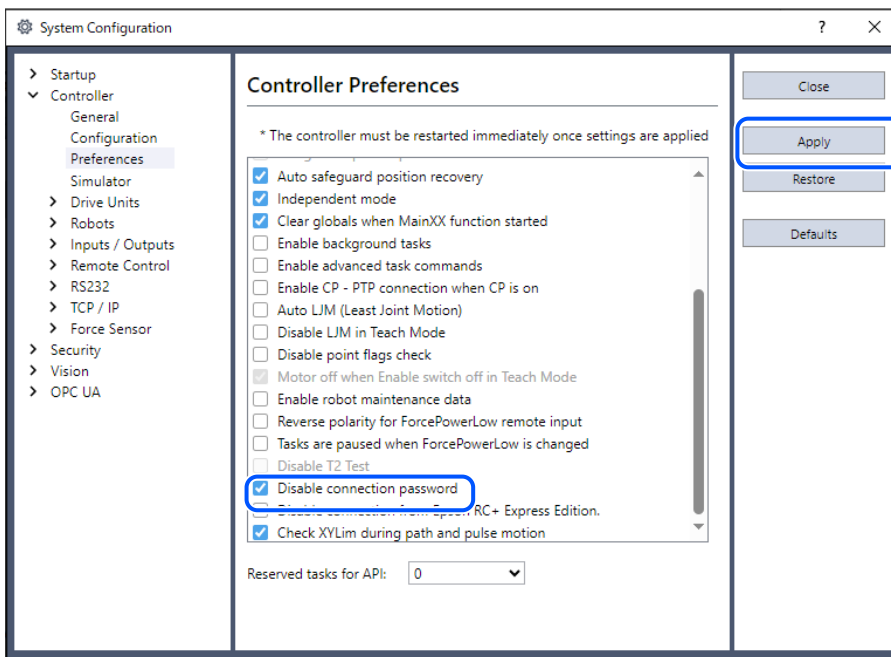 System Configuration
?
Startup
Controller
General
Configuration
Preferences
Simulator
Drive Units
Robots
Inputs / Outputs
Remote Control
RS232
TCP / IP
Force Sensor
Security
Vision
OPC UA
Controller Preferences
* The controller must be restarted immediately once settings are applied
Auto safeguard position recovery
Independent mode
Clear globals when MainXX function started
Enable background tasks
Enable advanced task commands
Enable CP - PTP connection when CP is on
Auto LJM (Least Joint Motion)
Disable LJM in Teach Mode
Disable point flags check
Motor off when Enable switch off in Teach Mode
Enable robot maintenance data
Reverse polarity for ForcePowerLow remote input
Tasks are paused when ForcePowerLow is changed
Disable T2 Test
Disable connection password
Disable connection from Epson RC+ Express Edition.
Check XYLim during path and pulse motion
Reserved tasks for API:
0
Close
Apply
Restore
Defaults